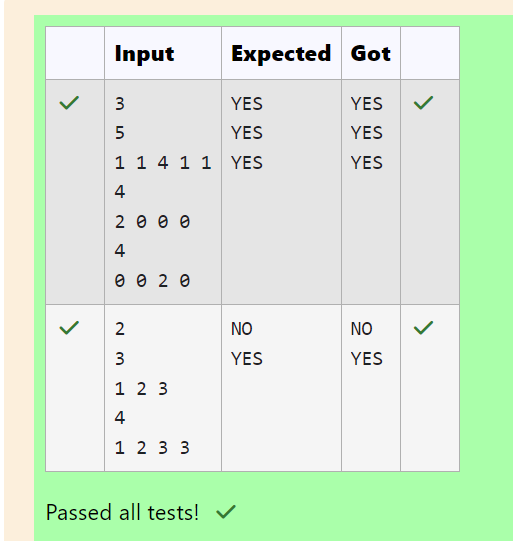 Input Expected Got
3 YES YES
5 YES YES
1 1 4 1 1 YES YES
4
2 0 0 0
4
0 0 2 0
2 NO NO
3 YES YES
1 2 3
4
1 2 3 3
Passed all tests!